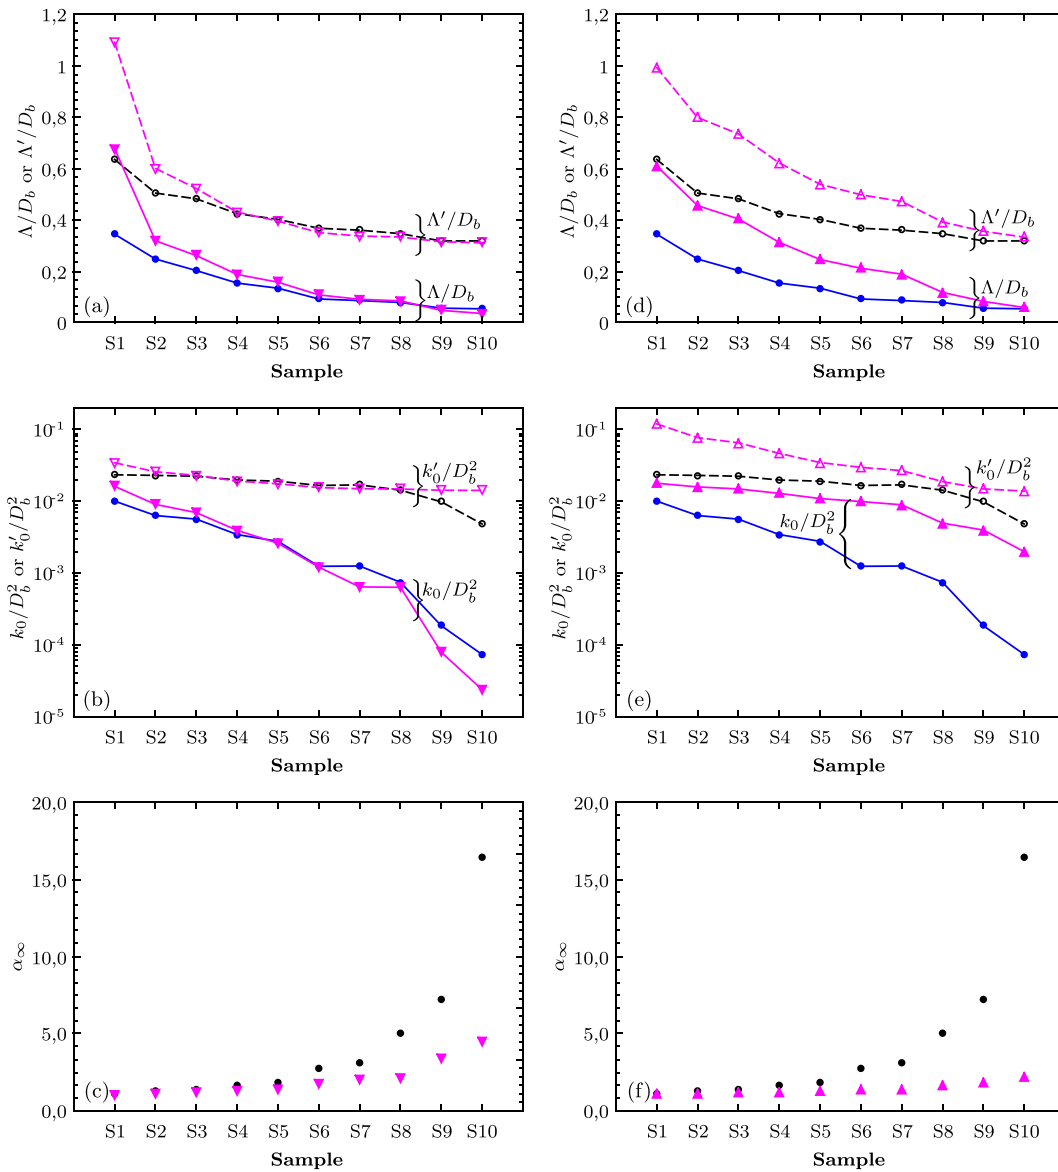 1,2
1
0,8
0,6
0,4
0,2
0
Λ/D_b or Λ′/D_b
Λ′/D_b
Λ/D_b
(a)
S1 S2 S3 S4 S5 S6 S7 S8 S9 S10
Sample
1,2
1
0,8
0,6
0,4
0,2
0
Λ/D_b or Λ′/D_b
Λ′/D_b
Λ/D_b
(d)
S1 S2 S3 S4 S5 S6 S7 S8 S9 S10
Sample
10^-1
10^-2
10^-3
10^-4
10^-5
k_0/D_b^2 or k′_0/D_b^2
k′_0/D_b^2
k_0/D_b^2
(b)
S1 S2 S3 S4 S5 S6 S7 S8 S9 S10
Sample
10^-1
10^-2
10^-3
10^-4
10^-5
k_0/D_b^2 or k′_0/D_b^2
k′_0/D_b^2
k_0/D_b^2
(e)
S1 S2 S3 S4 S5 S6 S7 S8 S9 S10
Sample
20,0
15,0
10,0
5,0
0,0
α_∞
(c)
S1 S2 S3 S4 S5 S6 S7 S8 S9 S10
Sample
20,0
15,0
10,0
5,0
0,0
α_∞
(f)
S1 S2 S3 S4 S5 S6 S7 S8 S9 S10
Sample